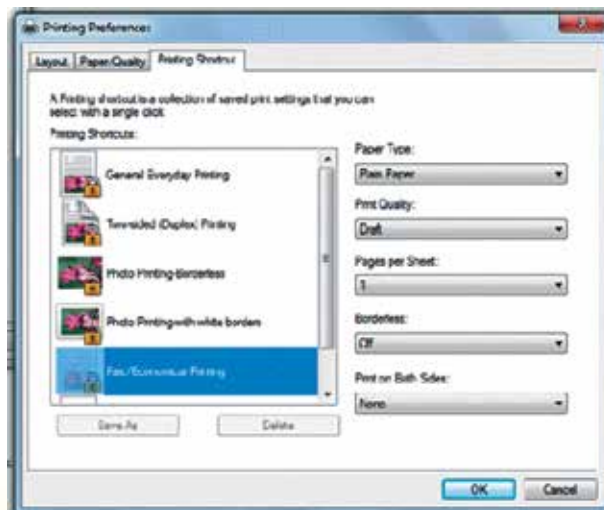 Printing Preferences
Layout Paper/Quality Printing Shortcut
A Printing shortcut is a collection of saved print settings that you can
select with a single click
Printing Shortcuts:
General Everyday Printing
Two-sided (Duplex) Printing
Photo Printing-Borderless
Photo Printing with white borders
Fast/Economical Printing
Save As
Delete
Paper Type:
Plain Paper
Print Quality:
Draft
Pages per Sheet:
1
Borderless:
Off
Print on Both Sides:
None
OK
Cancel